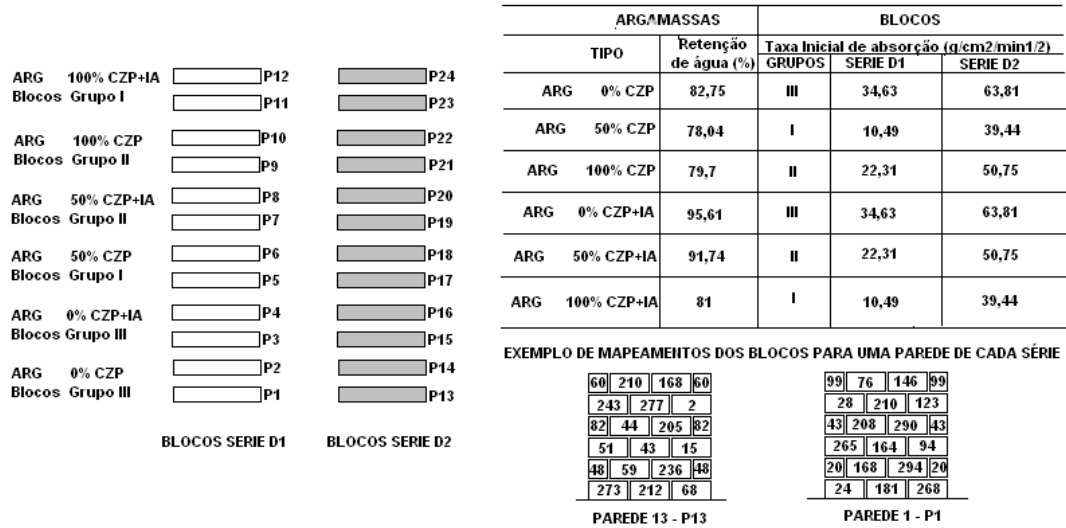 ARG 100% CZP+IA P12 P24
Blocos Grupo I P11 P23
ARG 100% CZP P10 P22
Blocos Grupo II P9 P21
ARG 50% CZP+IA P8 P20
Blocos Grupo II P7 P19
ARG 50% CZP P6 P18
Blocos Grupo I P5 P17
ARG 0% CZP+IA P4 P16
Blocos Grupo III P3 P15
ARG 0% CZP P2 P14
Blocos Grupo III P1 P13
BLOCOS SERIE D1 BLOCOS SERIE D2
ARGAMASSAS BLOCOS
TIPO Retenção de água (%) Taxa Inicial de absorção (g/cm2/min1/2)
GRUPOS SERIE D1 SERIE D2
ARG 0% CZP 82,75 III 34,63 63,81
ARG 50% CZP 78,04 I 10,49 39,44
ARG 100% CZP 79,7 II 22,31 50,75
ARG 0% CZP+IA 95,61 III 34,63 63,81
ARG 50% CZP+IA 91,74 II 22,31 50,75
ARG 100% CZP+IA 81 I 10,49 39,44
EXEMPLO DE MAPEAMENTOS DOS BLOCOS PARA UMA PAREDE DE CADA SÉRIE
60 210 168 60
243 277 2
82 44 205 82
51 43 15
48 59 236 48
273 212 68
PAREDE 13 - P13
99 76 146 99
28 210 123
43 208 290 43
265 164 94
20 168 294 20
24 181 268
PAREDE 1 - P1